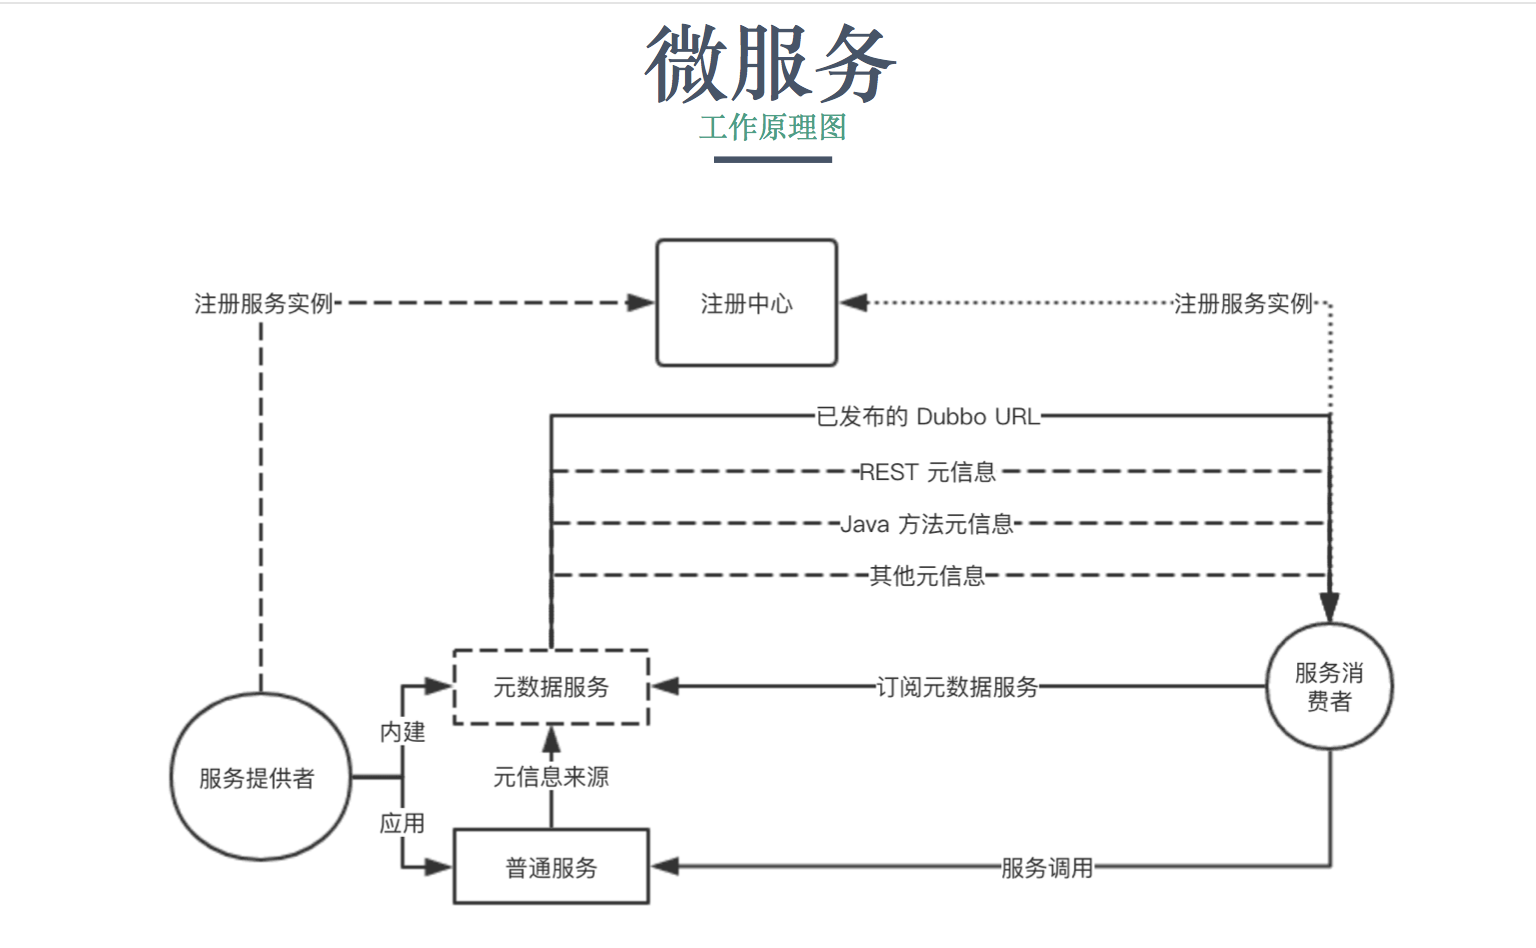 微服务
工作原理图
注册服务实例
注册中心
注册服务实例
已发布的 Dubbo URL
REST 元信息
Java 方法元信息
其他元信息
元数据服务
订阅元数据服务
服务消
费者
内建
服务提供者
元信息来源
应用
普通服务
服务调用